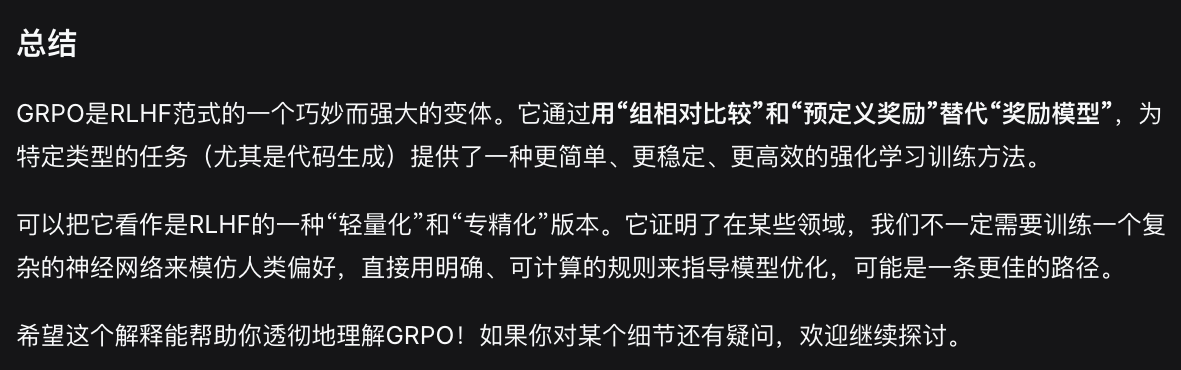 总结
GRPO是RLHF范式的一个巧妙而强大的变体。它通过用“组相对比较”和“预定义奖励”替代“奖励模型”，为
特定类型的任务（尤其是代码生成）提供了一种更简单、更稳定、更高效的强化学习训练方法。
可以把它看作是RLHF的一种“轻量化”和“专精化”版本。它证明了在某些领域，我们不一定需要训练一个复
杂的神经网络来模仿人类偏好，直接用明确、可计算的规则来指导模型优化，可能是一条更佳的路径。
希望这个解释能帮助你透彻地理解GRPO！如果你对某个细节还有疑问，欢迎继续探讨。